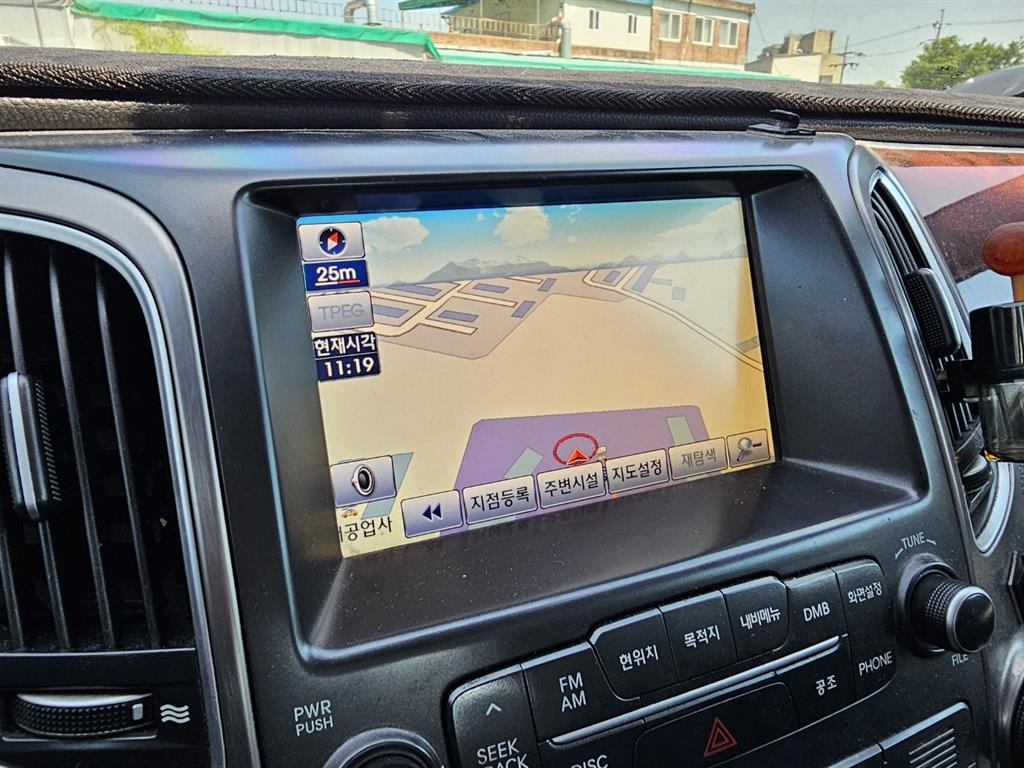 25m
TPEG
현재시각
11:19
공업사
지점등록
주변시설
지도설정
재탐색
TUNE
FILE
화면설정
DMB
내비메뉴
목적지
현위치
FM
AM
PHONE
공조
PWR
PUSH
SEEK
DISC